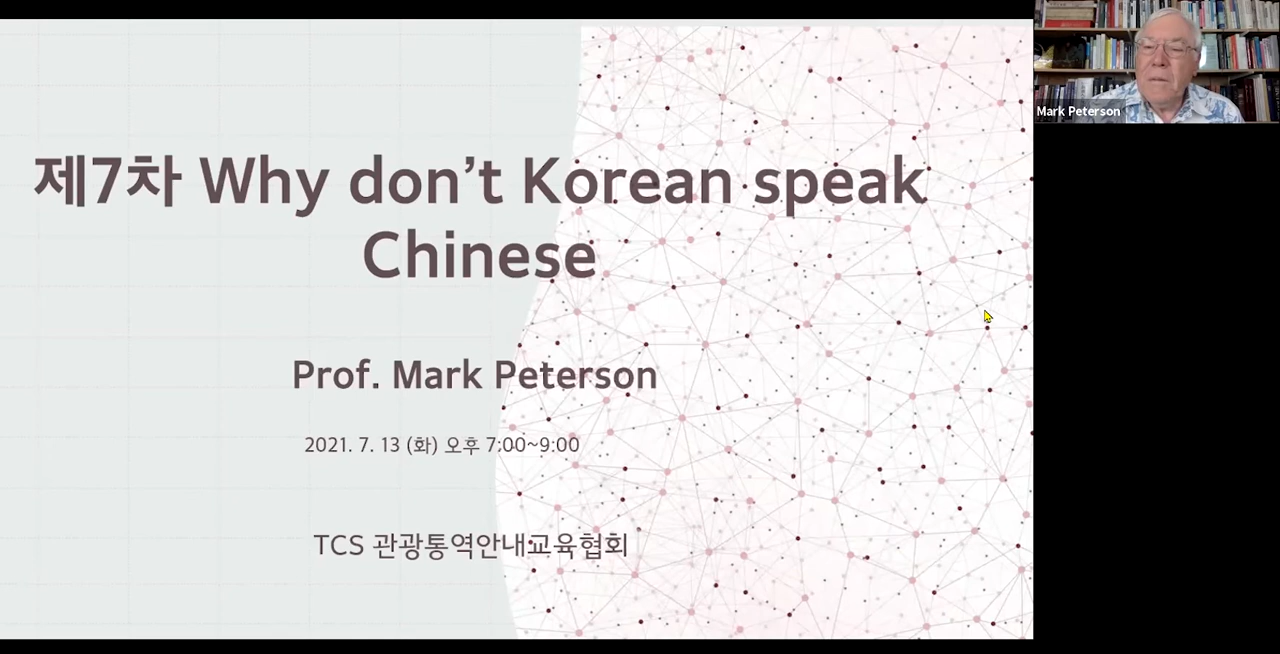 제7차 Why don’t Korean speak
Chinese
Prof. Mark Peterson
2021. 7. 13 (화) 오후 7:00~9:00
TCS 관광통역안내교육협회
Mark Peterson